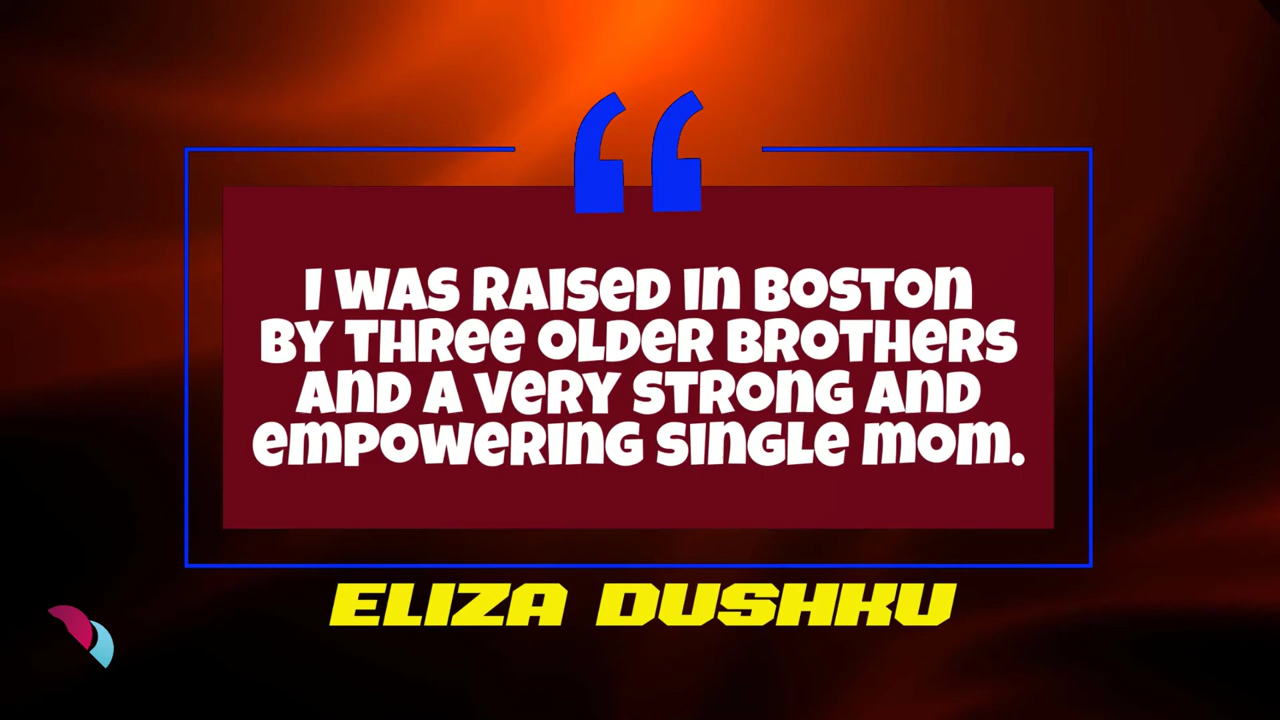 I WAS RAISED IN BOSTON
BY THREE OLDER BROTHERS
AND A VERY STRONG AND
EMPOWERING SINGLE MOM.
ELIZA DUSHKU